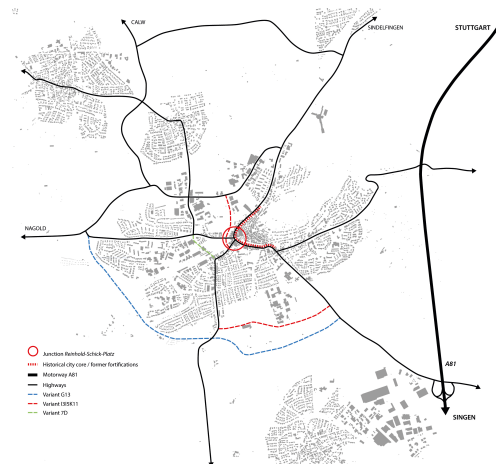 CALW
SINDELFINGEN
STUTTGART
NAGOLD
A81
SINGEN
Junction Reinhold-Schick-Platz
Historical city core / former fortifications
Motorway A81
Highways
Variant G13
Variant I3I5K11
Variant 7D